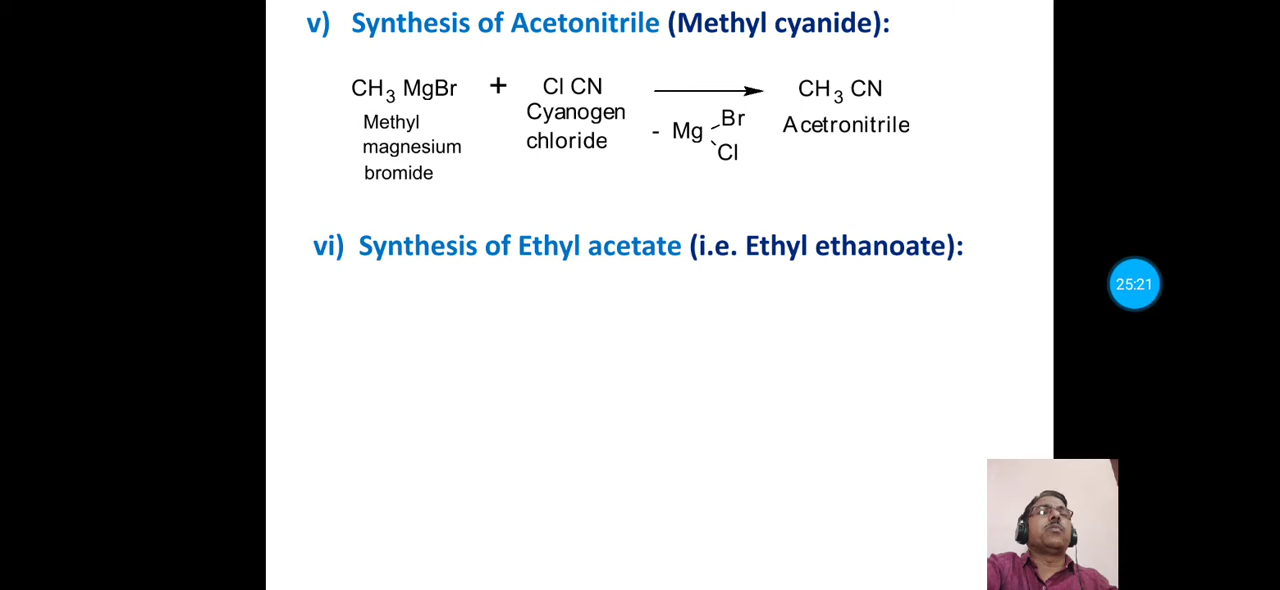 v) Synthesis of Acetonitrile (Methyl cyanide):
CH3 MgBr + Cl CN CH3 CN
Methyl magnesium bromide
Cyanogen chloride
- Mg Br Cl
Acetronitrile
vi) Synthesis of Ethyl acetate (i.e. Ethyl ethanoate):
25:21